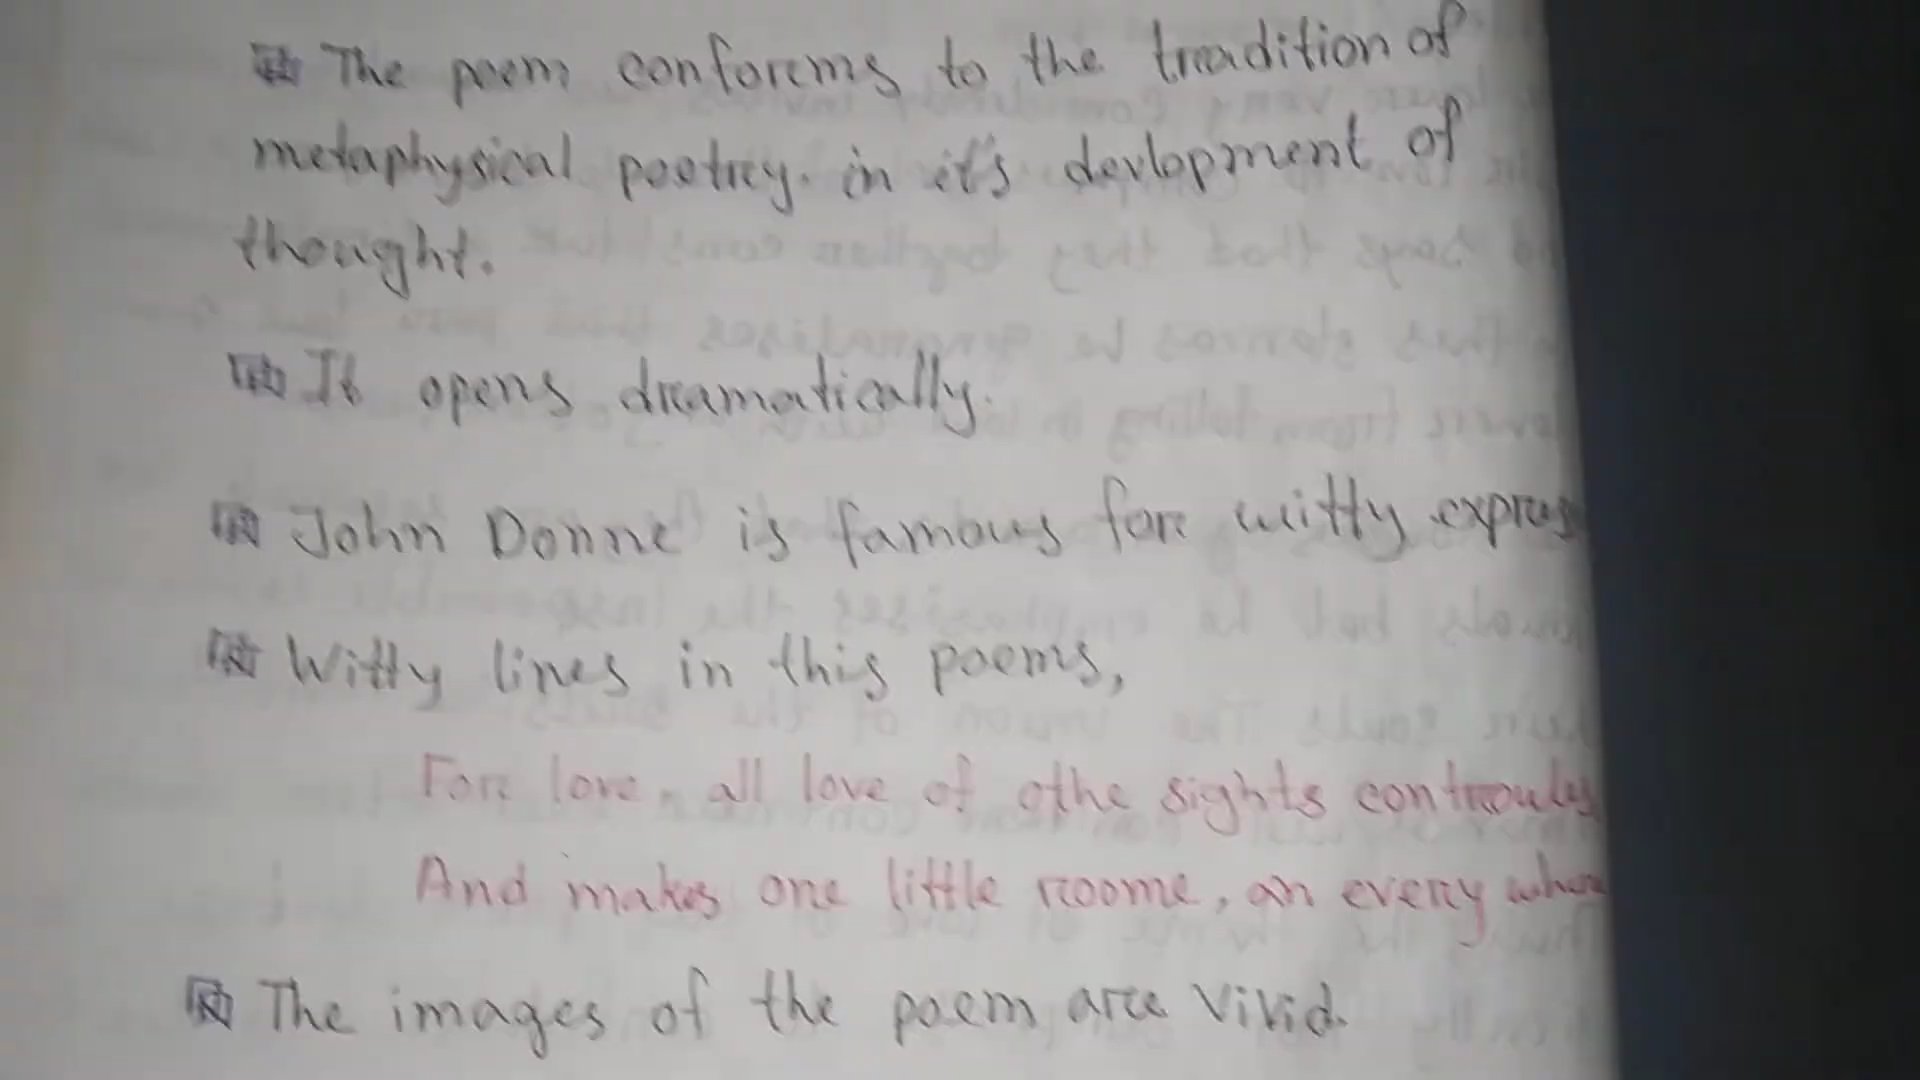 The poem conforms to the tradition of
metaphysical poetry. in it's devlopment of
thought.
It opens dramatically.
John Donne is famous for witty expres
Witty lines in this poems,
For love, all love of othe sights controules
And makes one little roome, an every where
The images of the poem are vivid.